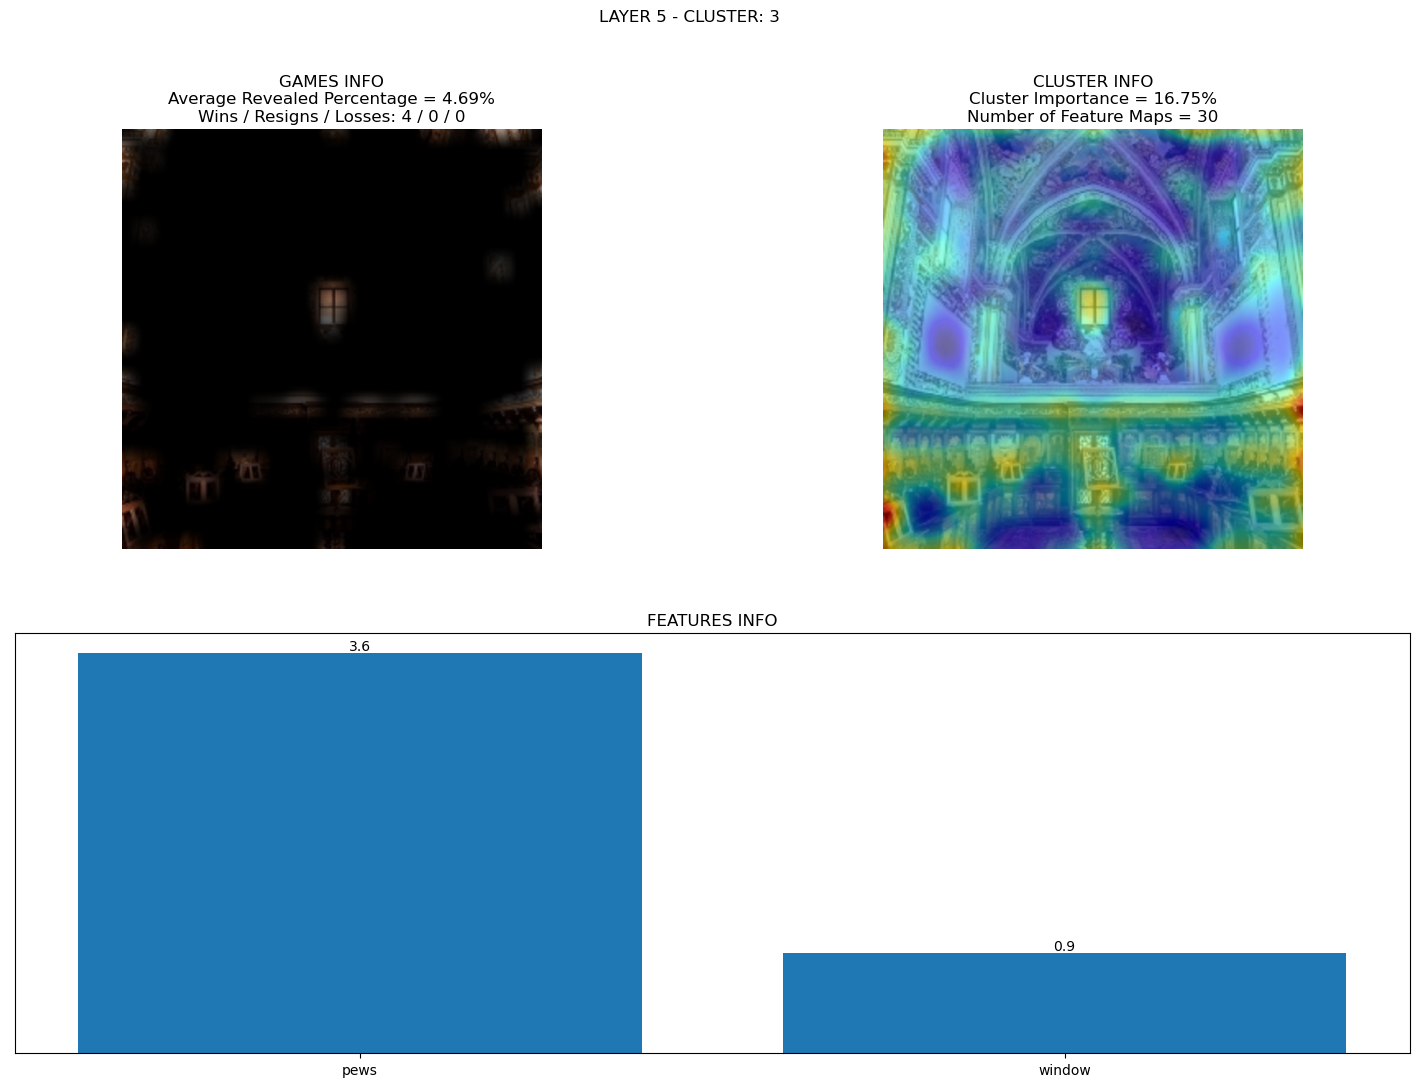 LAYER 5 - CLUSTER: 3
GAMES INFO
Average Revealed Percentage = 4.69%
Wins / Resigns / Losses: 4 / 0 / 0
CLUSTER INFO
Cluster Importance = 16.75%
Number of Feature Maps = 30
FEATURES INFO
3.6
0.9
pews
window